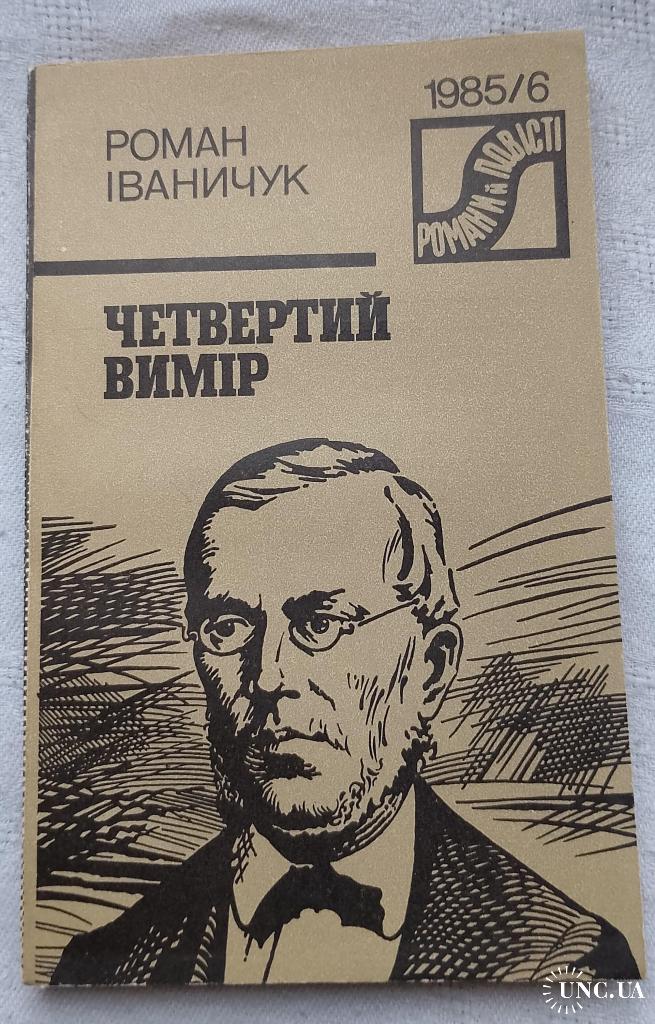 1985/6
РОМАН
ІВАНИЧУК
РОМАНИ й ПОВІСТІ
ЧЕТВЕРТИЙ
ВИМІР
UNC.UA